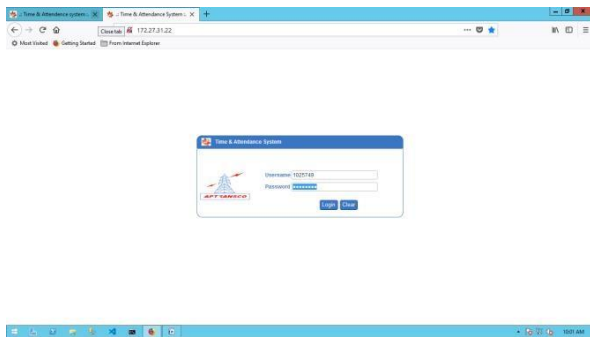 :: Time & Attendance system :: :: Time & Attendance System ::
Close tab 172.27.31.22
Most Visited Getting Started From Internet Explorer
Time & Attendance System
Username 1025749
Password
APTRANSCO
Login Clear
10:01 AM